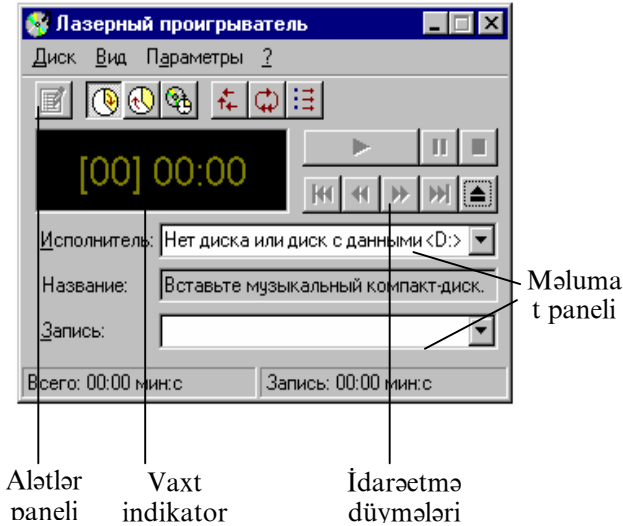 Лазерный проигрыватель
Диск Вид Параметры ?
[00] 00:00
Исполнитель: Нет диска или диск с данными <D:>
Название: Вставьте музыкальный компакт-диск.
Запись:
Всего: 00:00 мин:с Запись: 00:00 мин:с
Məluma
t paneli
Alətlər Vaxt İdarəetmə
paneli indikator düymələri